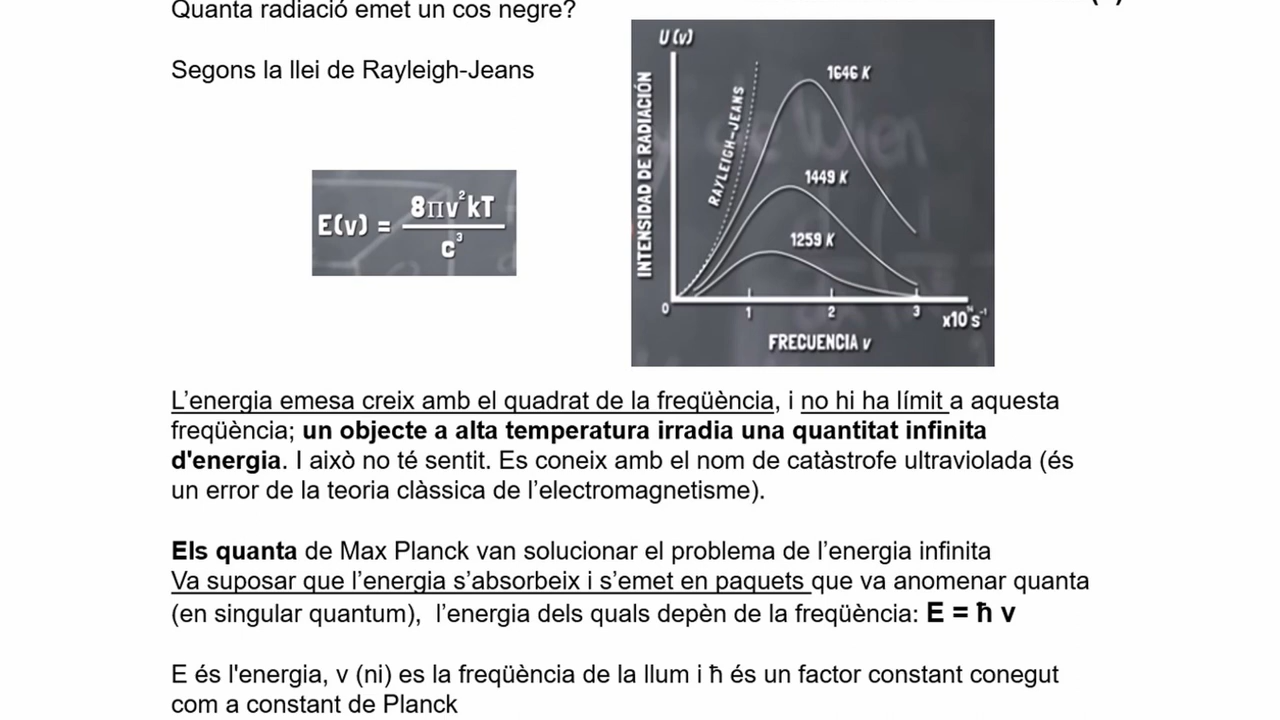 Quanta radiació emet un cos negre?
Segons la llei de Rayleigh-Jeans
E(v) = 8πv²kT / c³
U (v)
INTENSIDAD DE RADIACIÓN
RAYLEIGH-JEANS
1646 K
1449 K
1259 K
0 1 2 3 x10¹⁴ s⁻¹
FRECUENCIA v
L’energia emesa creix amb el quadrat de la freqüència, i no hi ha límit a aquesta
freqüència; un objecte a alta temperatura irradia una quantitat infinita
d'energia. I això no té sentit. Es coneix amb el nom de catàstrofe ultraviolada (és
un error de la teoria clàssica de l’electromagnetisme).
Els quanta de Max Planck van solucionar el problema de l’energia infinita
Va suposar que l’energia s’absorbeix i s’emet en paquets que va anomenar quanta
(en singular quantum), l’energia dels quals depèn de la freqüència: E = ħ v
E és l'energia, v (ni) es la freqüència de la llum i ħ és un factor constant conegut
com a constant de Planck